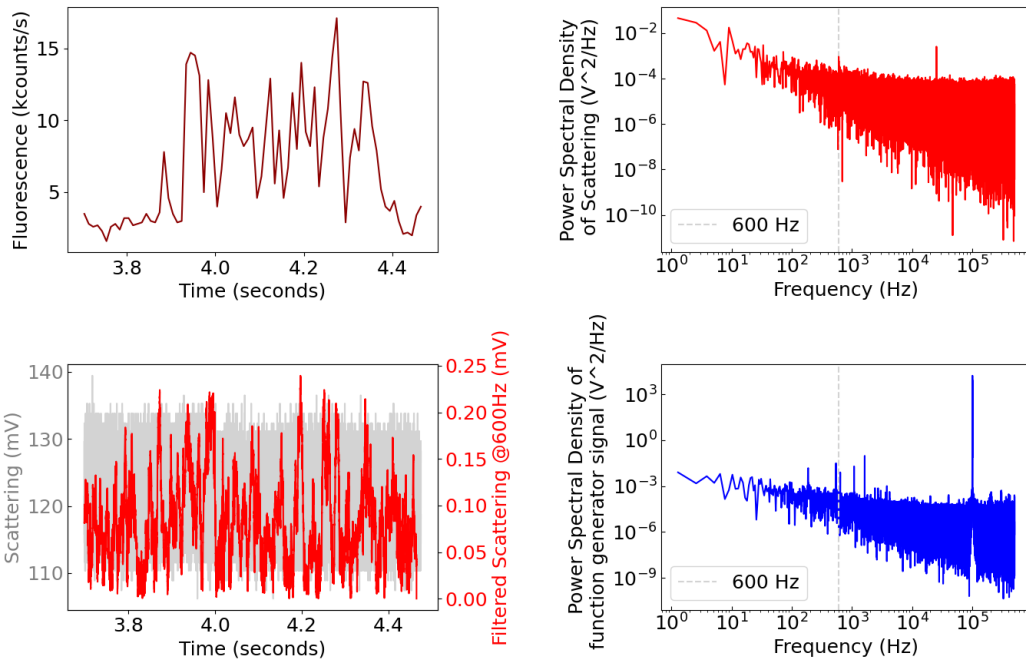 Fluorescence (kcounts/s)
15
10
5
3.8 4.0 4.2 4.4
Time (seconds)
Power Spectral Density
of Scattering (V^2/Hz)
10^−2
10^−4
10^−6
10^−8
10^−10
600 Hz
10^0 10^1 10^2 10^3 10^4 10^5
Frequency (Hz)
Scattering (mV)
140
130
120
110
3.8 4.0 4.2 4.4
Time (seconds)
0.25
0.20
0.15
0.10
0.05
0.00
Filtered Scattering @600Hz (mV)
Power Spectral Density of
function generator signal (V^2/Hz)
10^3
10^0
10^−3
10^−6
10^−9
600 Hz
10^0 10^1 10^2 10^3 10^4 10^5
Frequency (Hz)